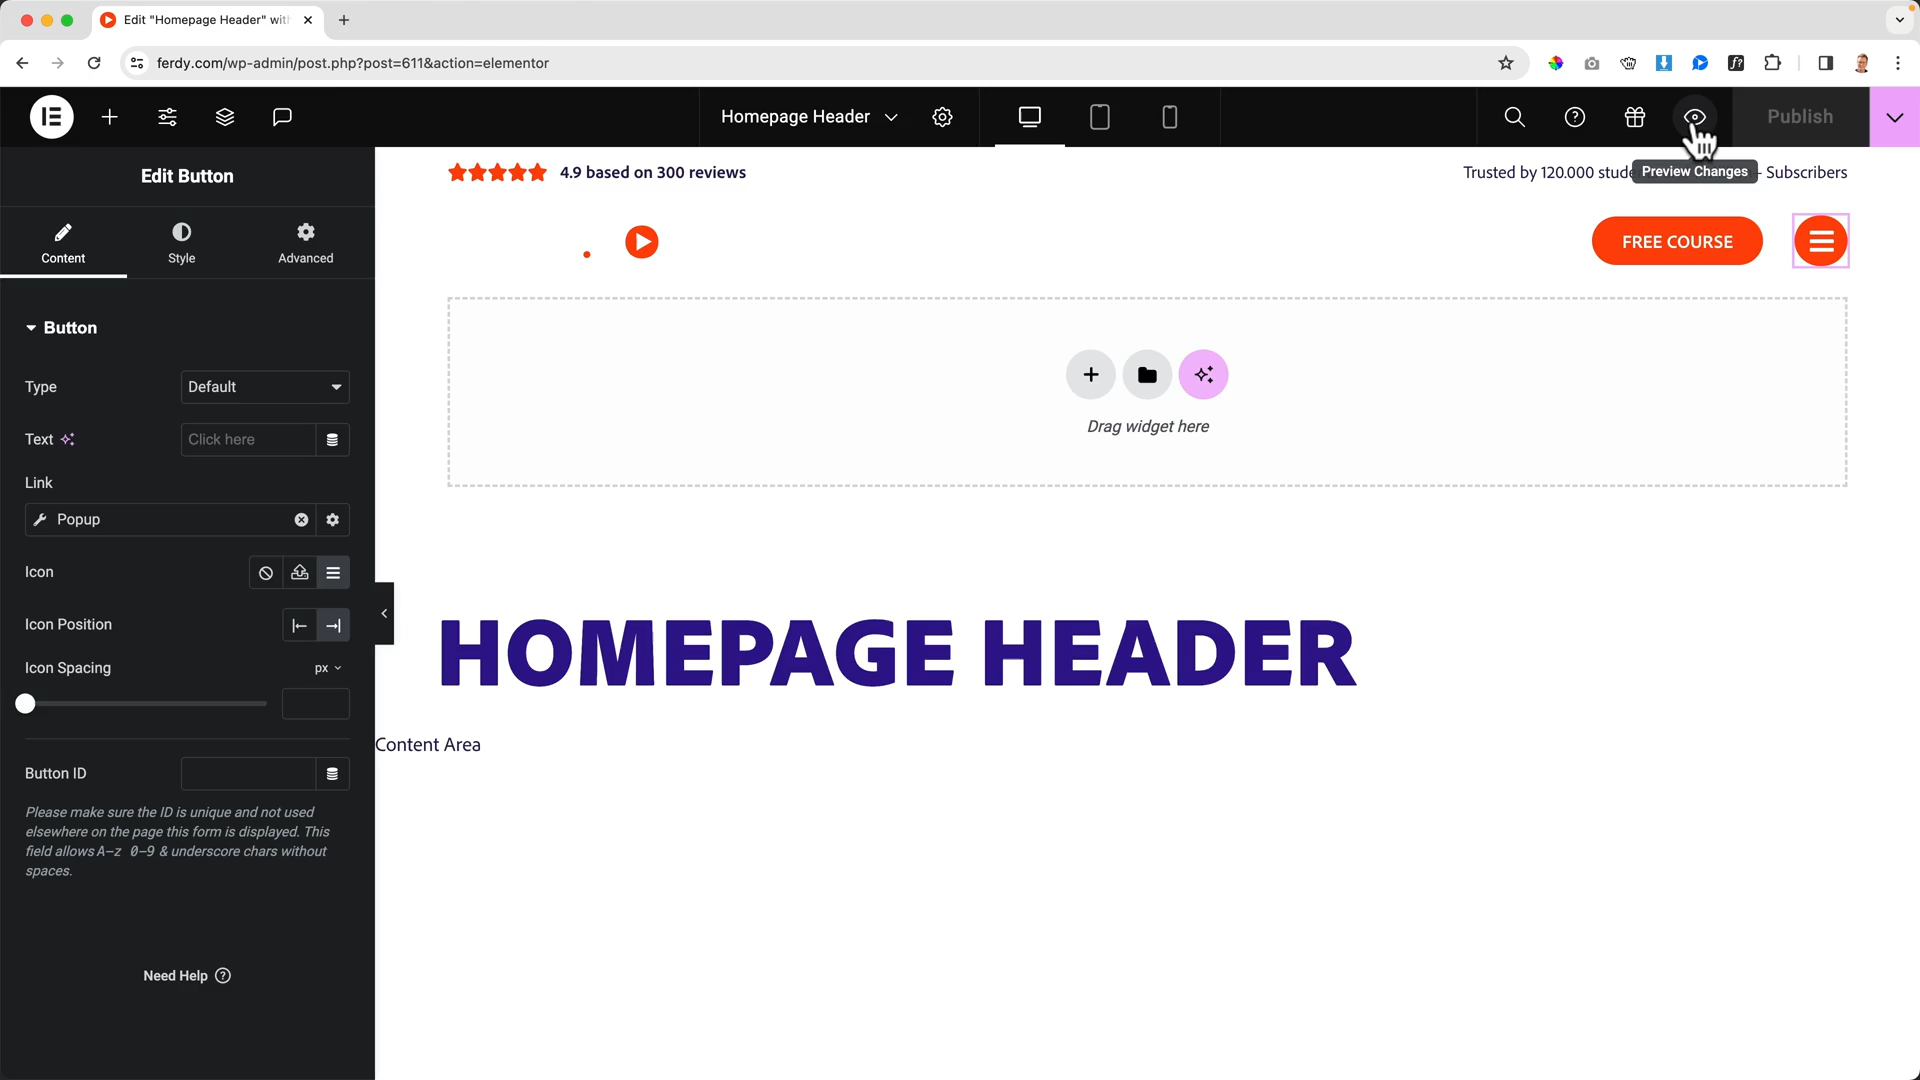 Edit "Homepage Header" wit
ferdy.com/wp-admin/post.php?post=611&action=elementor
Homepage Header
Publish
Preview Changes
Edit Button
Content
Style
Advanced
Button
Type
Default
Text
Click here
Link
Popup
Icon
Icon Position
Icon Spacing
px
Button ID
Please make sure the ID is unique and not used
elsewhere on the page this form is displayed. This
field allows A–z 0–9 & underscore chars without
spaces.
Need Help
4.9 based on 300 reviews
Trusted by 120.000 stude
- Subscribers
FREE COURSE
Drag widget here
HOMEPAGE HEADER
Content Area